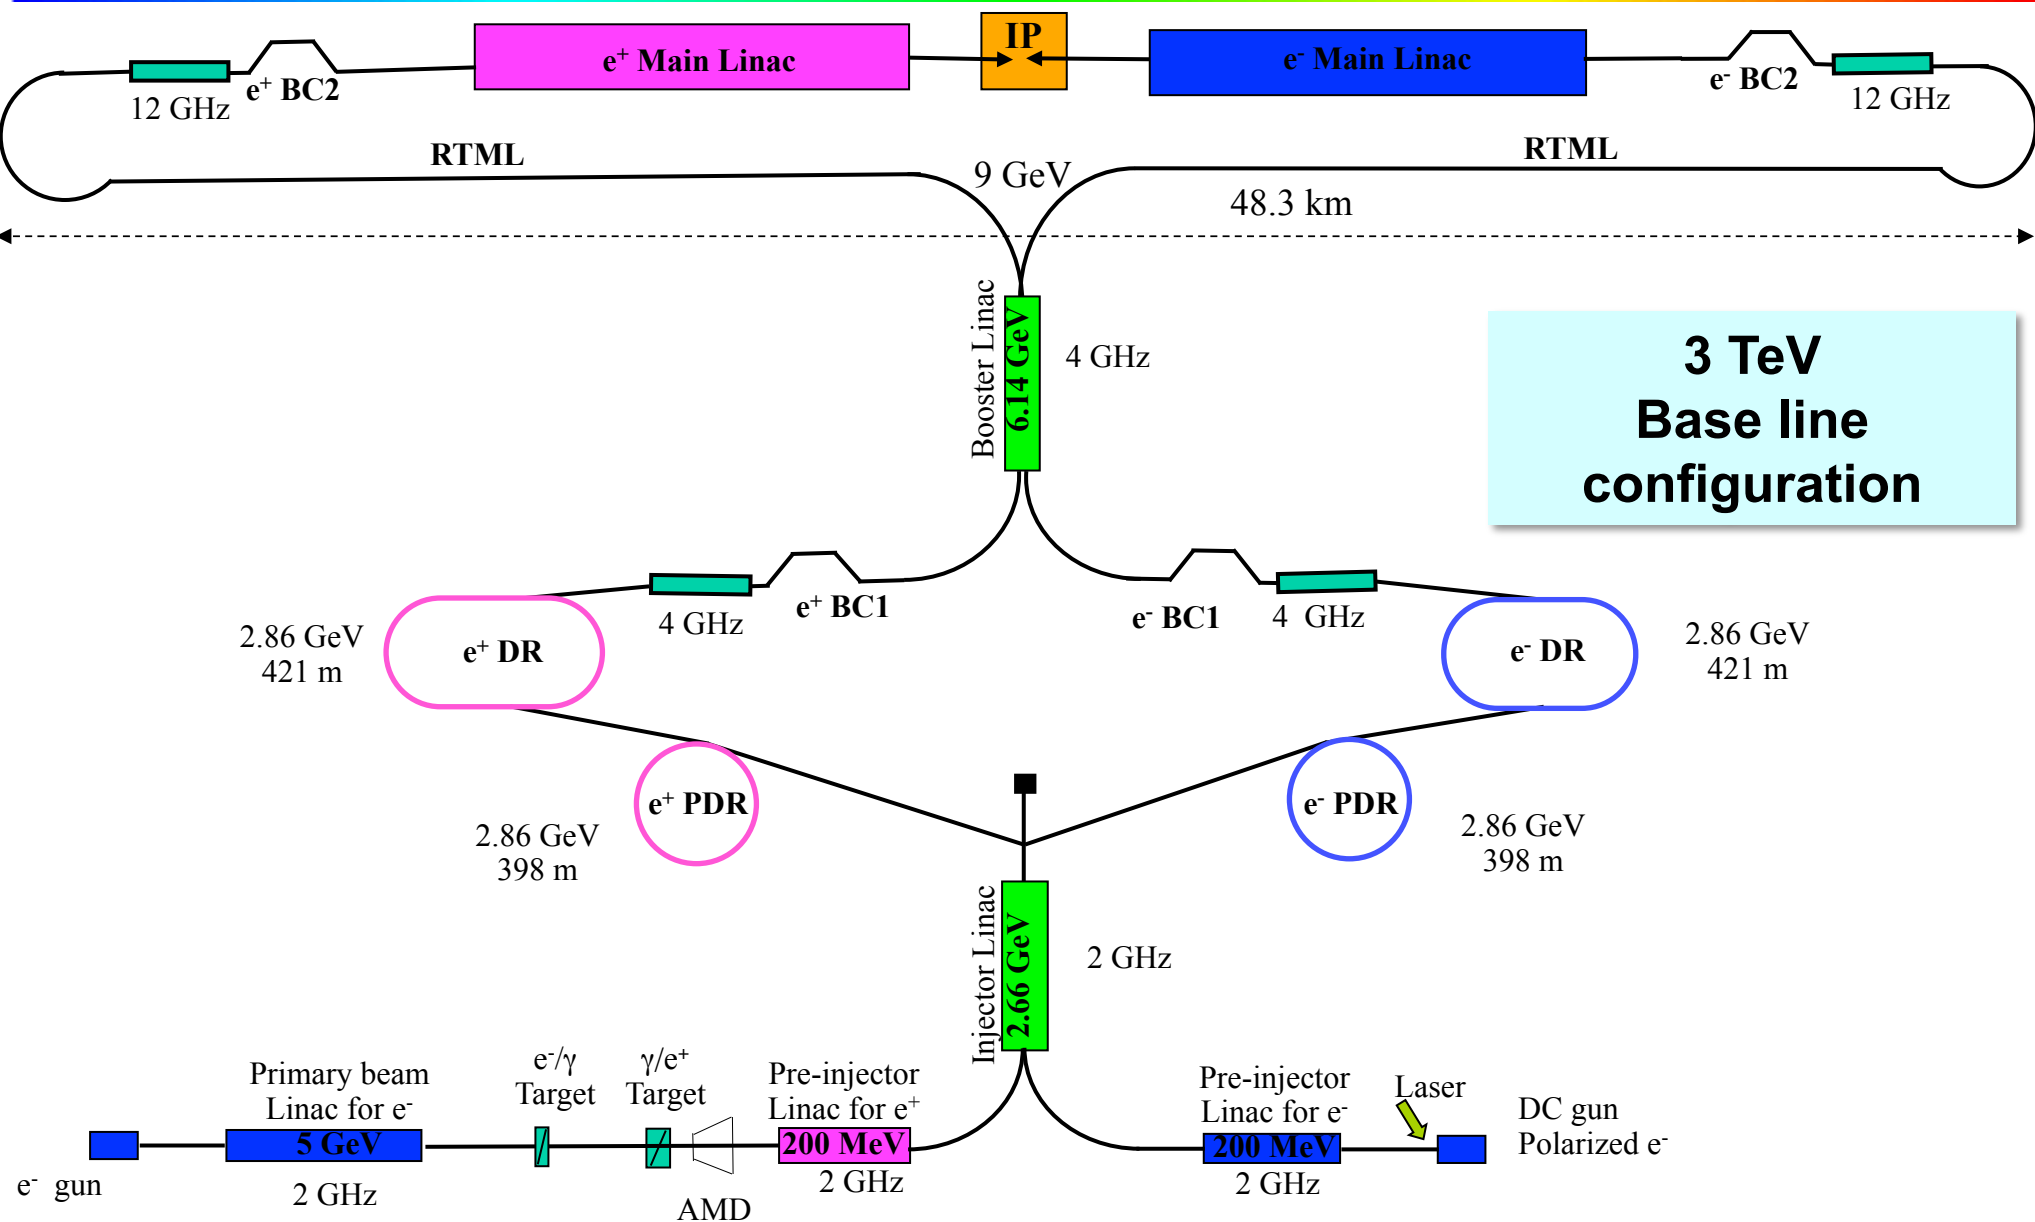 IP
e⁺ Main Linac
e⁻ Main Linac
12 GHz
e⁺ BC2
e⁻ BC2
12 GHz
RTML
9 GeV
RTML
48.3 km
Booster Linac
6.14 GeV
4 GHz
3 TeV
Base line
configuration
4 GHz
e⁺ BC1
e⁻ BC1
4 GHz
2.86 GeV
421 m
e⁺ DR
e⁻ DR
2.86 GeV
421 m
e⁺ PDR
2.86 GeV
398 m
e⁻ PDR
2.86 GeV
398 m
Injector Linac
2.66 GeV
2 GHz
Primary beam
Linac for e⁻
5 GeV
2 GHz
e⁻ gun
e⁻/γ
Target
γ/e⁺
Target
AMD
Pre-injector
Linac for e⁺
200 MeV
2 GHz
Pre-injector
Linac for e⁻
200 MeV
2 GHz
Laser
DC gun
Polarized e⁻